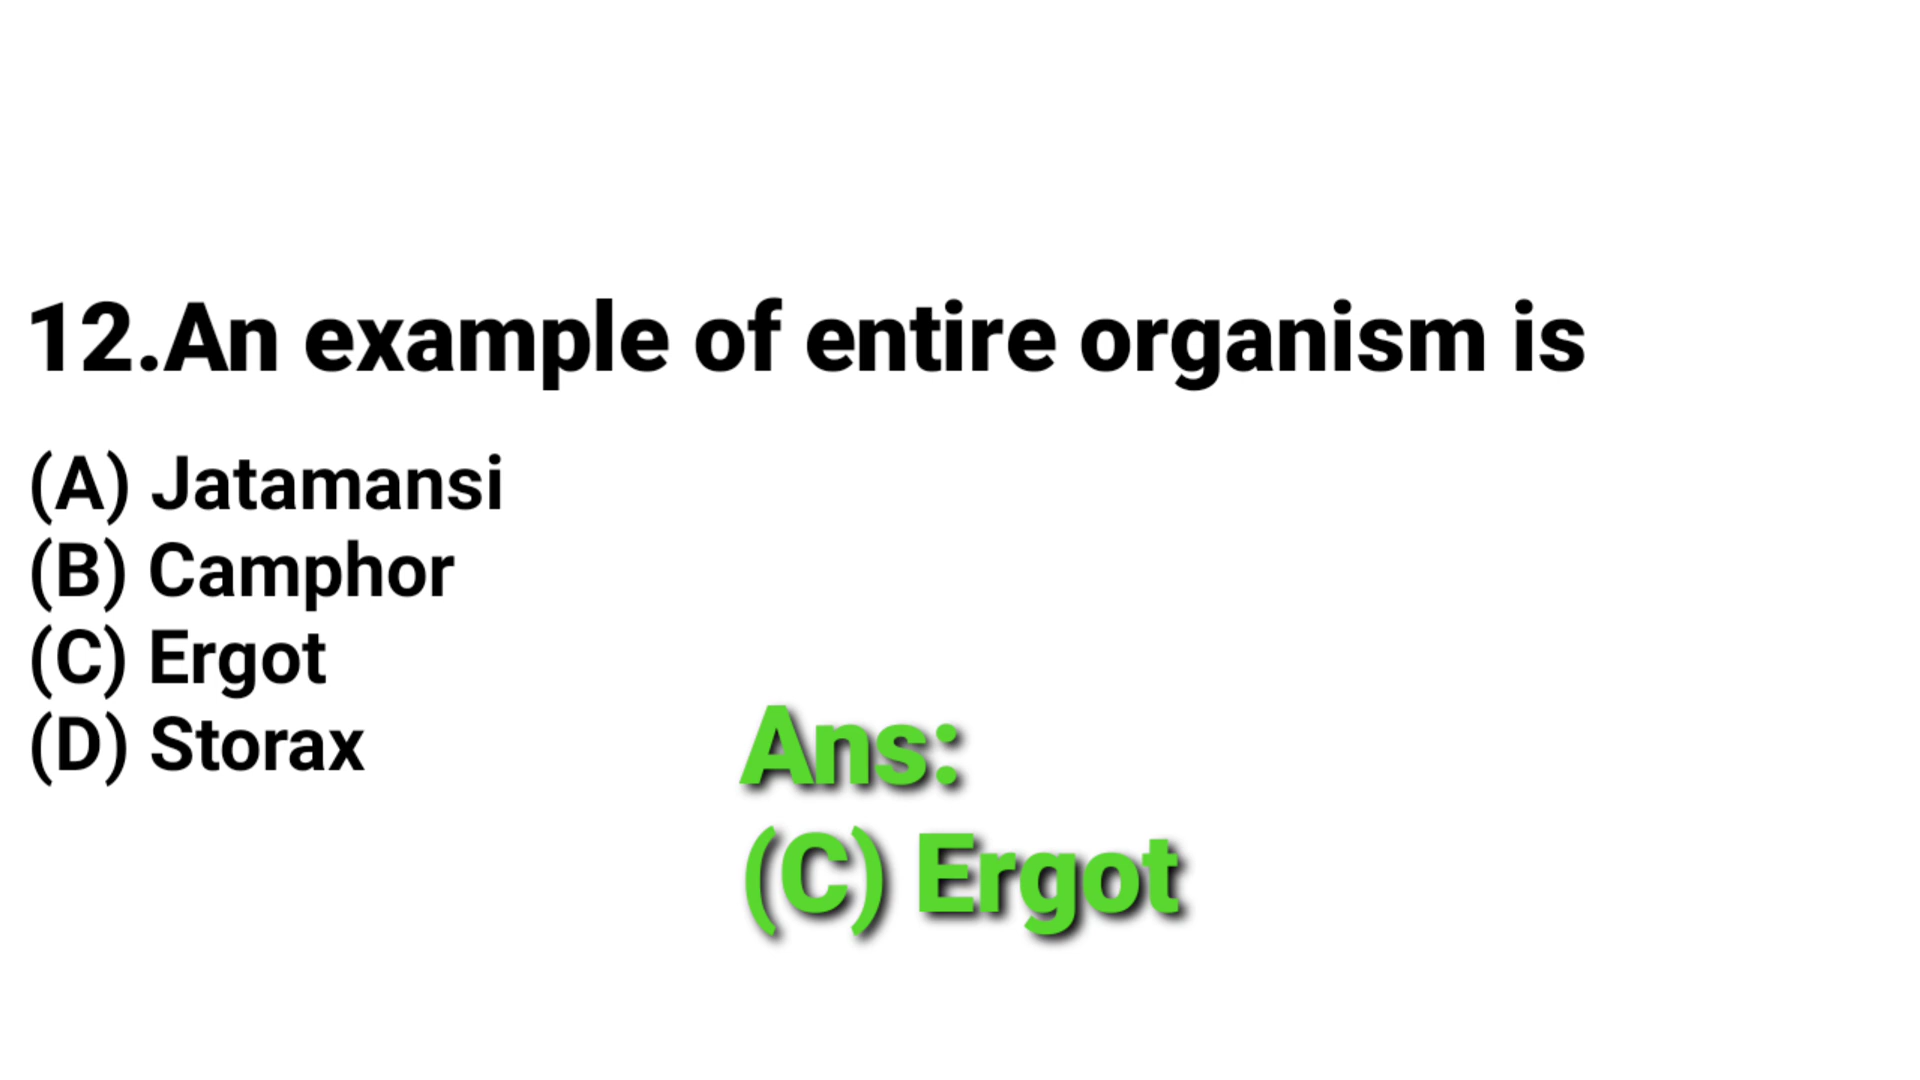 12.An example of entire organism is
(A) Jatamansi
(B) Camphor
(C) Ergot
(D) Storax
Ans:
(C) Ergot